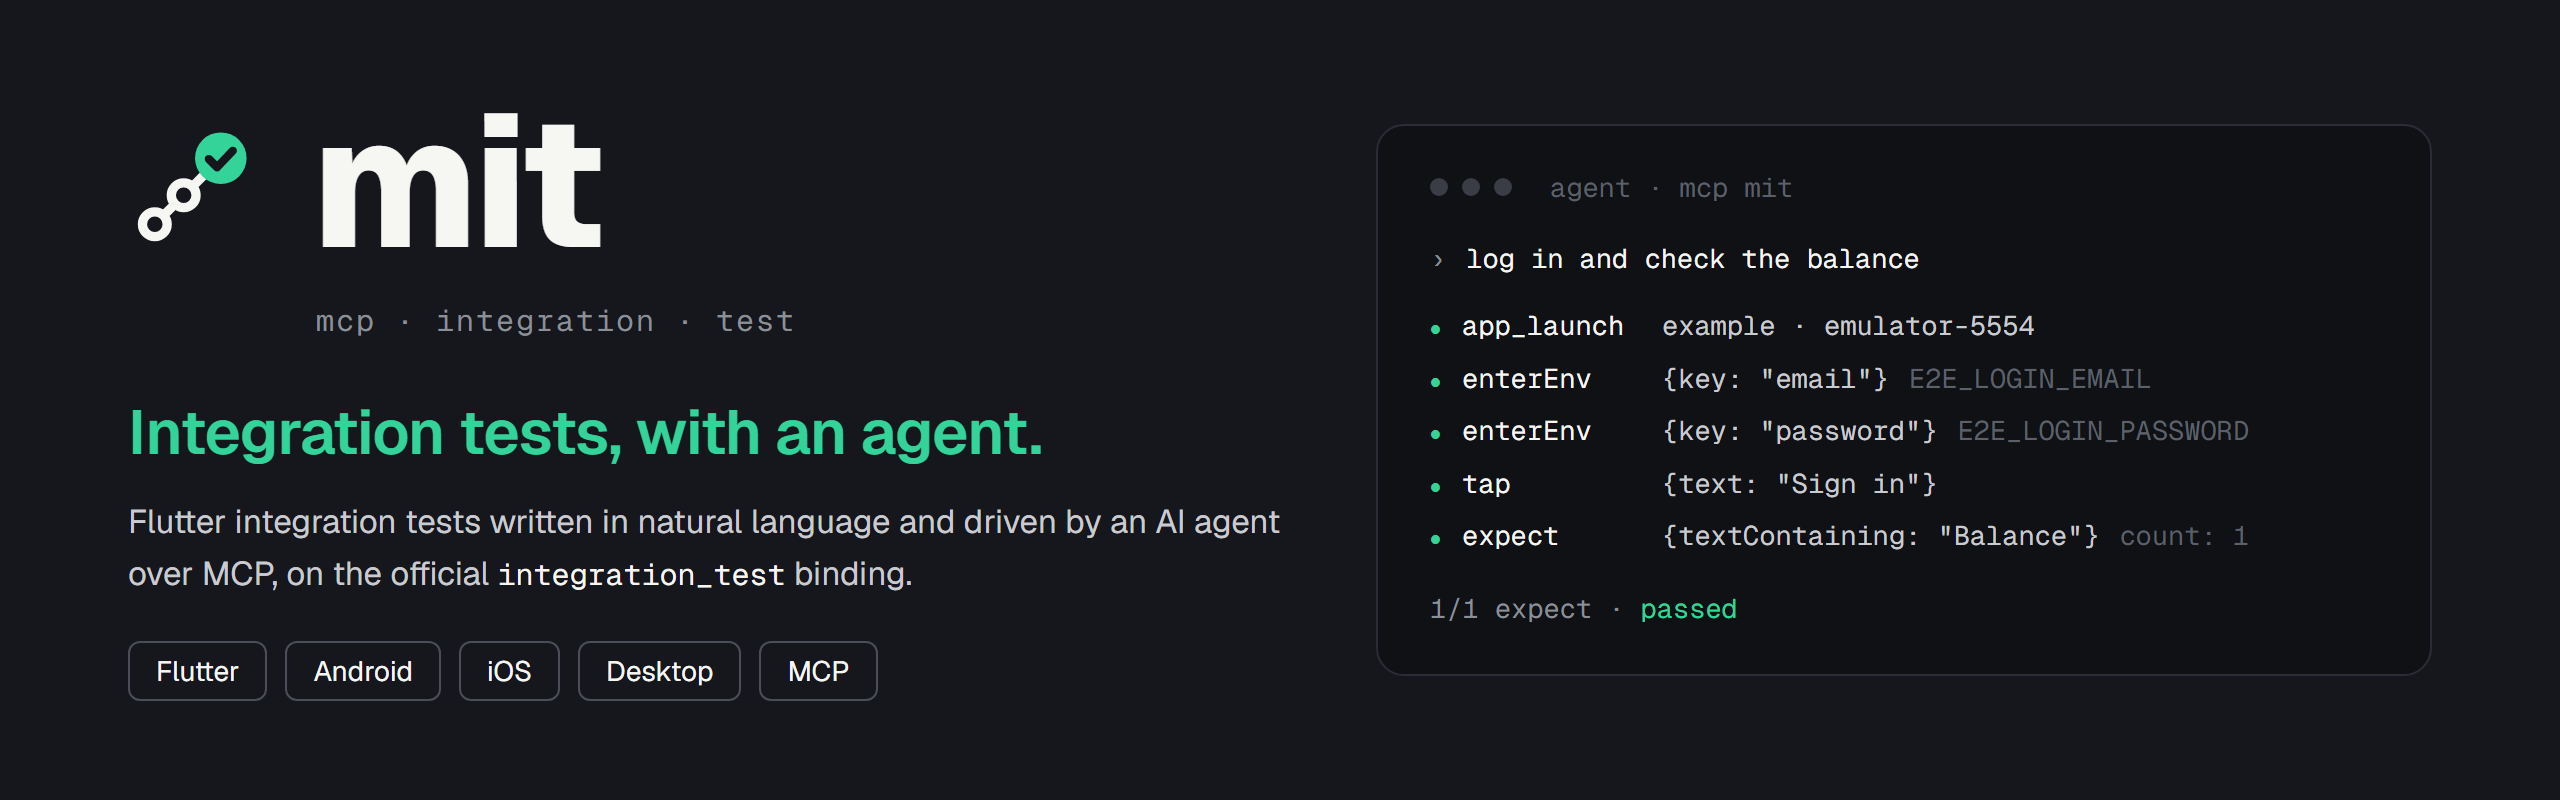 mit
mcp · integration · test
Integration tests, with an agent.
Flutter integration tests written in natural language and driven by an AI agent
over MCP, on the official integration_test binding.
Flutter
Android
iOS
Desktop
MCP
agent · mcp mit
› log in and check the balance
• app_launch example · emulator-5554
• enterEnv {key: "email"} E2E_LOGIN_EMAIL
• enterEnv {key: "password"} E2E_LOGIN_PASSWORD
• tap {text: "Sign in"}
• expect {textContaining: "Balance"} count: 1
1/1 expect · passed